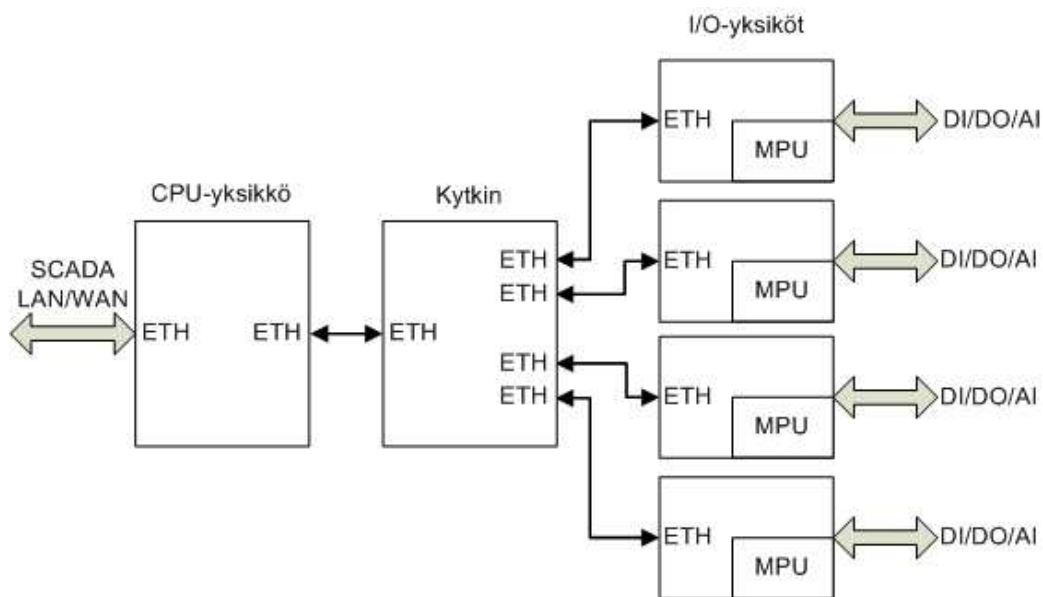 I/O-yksiköt
ETH
MPU
DI/DO/AI
CPU-yksikkö
Kytkin
SCADA
LAN/WAN
ETH
ETH
ETH
ETH
ETH
ETH
ETH
ETH
MPU
DI/DO/AI
ETH
MPU
DI/DO/AI
ETH
MPU
DI/DO/AI